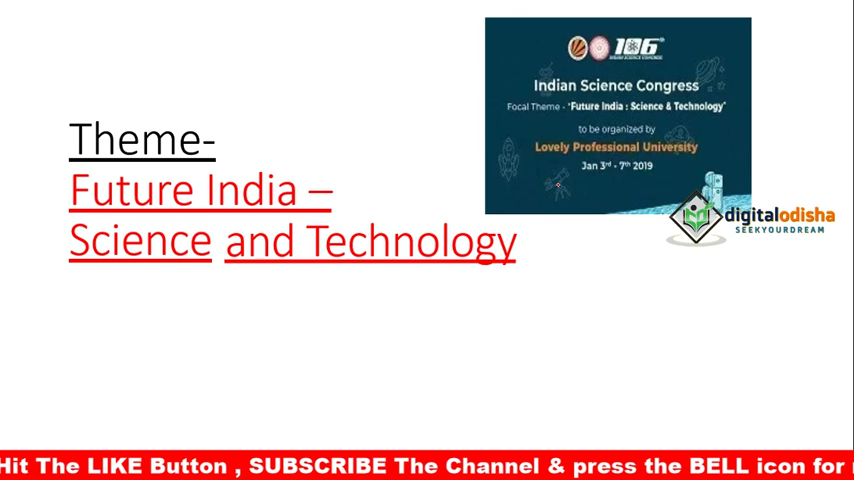 106
Indian Science Congress
Focal Theme - 'Future India : Science & Technology'
to be organized by
Lovely Professional University
Jan 3rd - 7th 2019
Theme-
Future India –
Science and Technology
digitalodisha
SEEKYOURDREAM
Hit The LIKE Button , SUBSCRIBE The Channel & press the BELL icon for